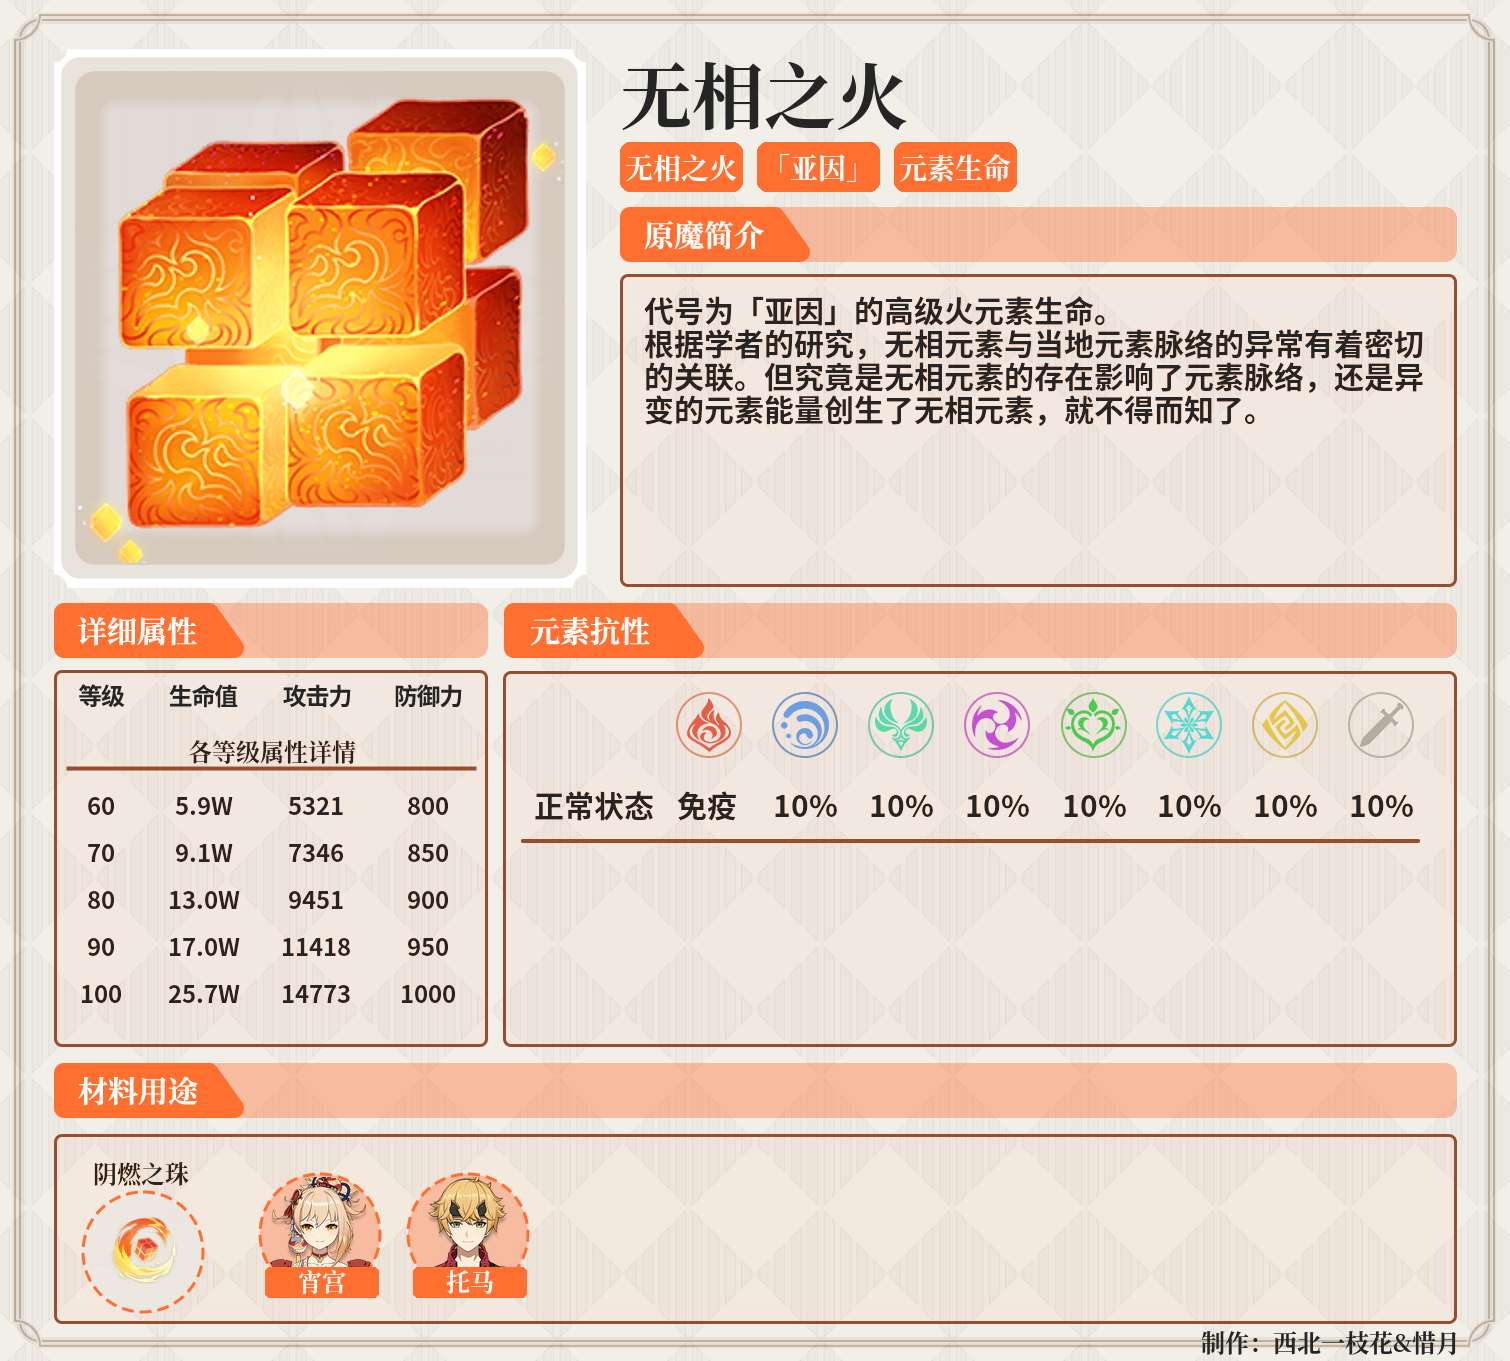 无相之火
无相之火 「亚因」 元素生命
原魔简介
代号为「亚因」的高级火元素生命。
根据学者的研究，无相元素与当地元素脉络的异常有着密切
的关联。但究竟是无相元素的存在影响了元素脉络，还是异
变的元素能量创生了无相元素，就不得而知了。
详细属性
等级 生命值 攻击力 防御力
各等级属性详情
60 5.9W 5321 800
70 9.1W 7346 850
80 13.0W 9451 900
90 17.0W 11418 950
100 25.7W 14773 1000
元素抗性
正常状态 免疫 10% 10% 10% 10% 10% 10% 10%
材料用途
阴燃之珠
宵宫 托马
制作：西北一枝花&惜月